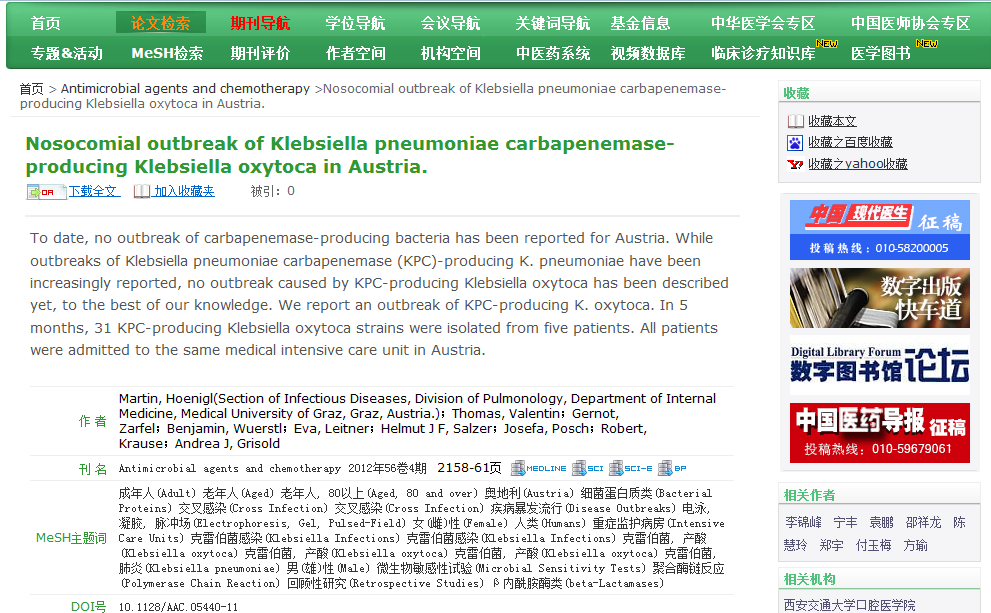 首页 论文检索 期刊导航 学位导航 会议导航 关键词导航 基金信息 中华医学会专区 中国医师协会专区
专题&活动 MeSH检索 期刊评价 作者空间 机构空间 中医药系统 视频数据库 临床诊疗知识库 NEW 医学图书 NEW
首页 > Antimicrobial agents and chemotherapy >Nosocomial outbreak of Klebsiella pneumoniae carbapenemase-
producing Klebsiella oxytoca in Austria.
Nosocomial outbreak of Klebsiella pneumoniae carbapenemase-
producing Klebsiella oxytoca in Austria.
OA 下载全文 加入收藏夹 被引：0
To date, no outbreak of carbapenemase-producing bacteria has been reported for Austria. While
outbreaks of Klebsiella pneumoniae carbapenemase (KPC)-producing K. pneumoniae have been
increasingly reported, no outbreak caused by KPC-producing Klebsiella oxytoca has been described
yet, to the best of our knowledge. We report an outbreak of KPC-producing K. oxytoca. In 5
months, 31 KPC-producing Klebsiella oxytoca strains were isolated from five patients. All patients
were admitted to the same medical intensive care unit in Austria.
作 者
Martin, Hoenigl(Section of Infectious Diseases, Division of Pulmonology, Department of Internal
Medicine, Medical University of Graz, Graz, Austria.)；Thomas, Valentin；Gernot,
Zarfel；Benjamin, Wuerstl；Eva, Leitner；Helmut J F, Salzer；Josefa, Posch；Robert,
Krause；Andrea J, Grisold
刊 名 Antimicrobial agents and chemotherapy 2012年56卷4期 2158-61页 MEDLINE SCI SCI-E BP
MeSH主题词
成年人(Adult) 老年人(Aged) 老年人, 80以上(Aged, 80 and over) 奥地利(Austria) 细菌蛋白质类(Bacterial
Proteins) 交叉感染(Cross Infection) 交叉感染(Cross Infection) 疾病暴发流行(Disease Outbreaks) 电泳,
凝胶, 脉冲场(Electrophoresis, Gel, Pulsed-Field) 女(雌)性(Female) 人类(Humans) 重症监护病房(Intensive
Care Units) 克雷伯菌感染(Klebsiella Infections) 克雷伯菌感染(Klebsiella Infections) 克雷伯菌, 产酸
(Klebsiella oxytoca) 克雷伯菌, 产酸(Klebsiella oxytoca) 克雷伯菌, 产酸(Klebsiella oxytoca) 克雷伯菌,
肺炎(Klebsiella pneumoniae) 男(雄)性(Male) 微生物敏感性试验(Microbial Sensitivity Tests) 聚合酶链反应
(Polymerase Chain Reaction) 回顾性研究(Retrospective Studies) β内酰胺酶类(beta-Lactamases)
DOI号 10.1128/AAC.05440-11
收藏
收藏本文
收藏之百度收藏
收藏之yahoo收藏
中国 现代医生 征稿
投稿热线：010-58200005
数字出版
快车道
Digital Library Forum
数字图书馆论坛
中国医药导报 征稿
投稿热线：010-59679061
相关作者
李锦峰 宁丰 袁鹏 邵祥龙 陈
慧玲 郑宇 付玉梅 方瑜
相关机构
西安交通大学口腔医学院